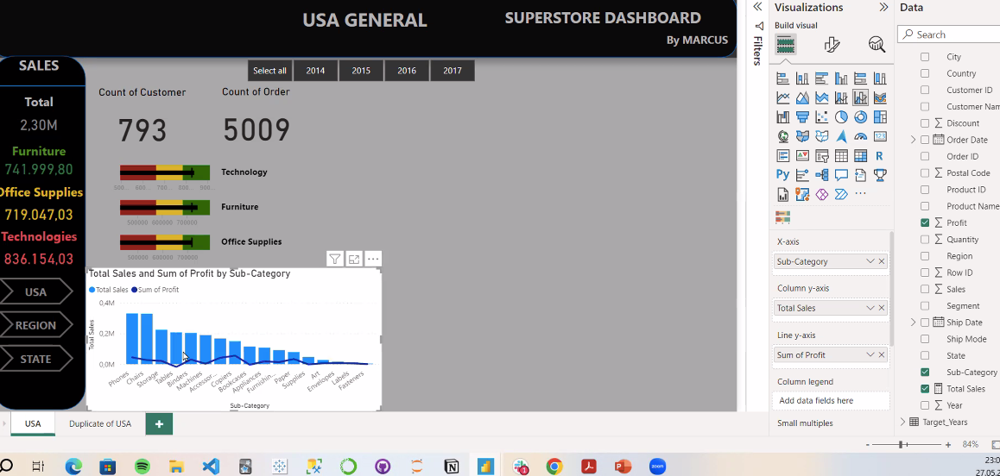 USA GENERAL
SUPERSTORE DASHBOARD
By MARCUS
SALES
Total
2,30M
Furniture
741.999,80
Office Supplies
719.047,03
Technologies
836.154,03
USA
REGION
STATE
Select all
2014
2015
2016
2017
Count of Customer
Count of Order
793
5009
Technology
500... 600... 700... 800... 900...
Furniture
500000 600000 700000
Office Supplies
500000 600000 700000
Total Sales and Sum of Profit by Sub-Category
Total Sales Sum of Profit
Total Sales
0,4M
0,2M
0,0M
Phones
Chairs
Storage
Tables
Binders
Machines
Accessor...
Copiers
Bookcases
Appliances
Furnishin...
Paper
Supplies
Art
Envelopes
Labels
Fasteners
Sub-Category
USA
Duplicate of USA
+
Filters
Visualizations
Build visual
123
R
Py
X-axis
Sub-Category
Column y-axis
Total Sales
Line y-axis
Sum of Profit
Column legend
Add data fields here
Small multiples
Data
Search
City
Country
Customer ID
Customer Nam
Discount
Order Date
Order ID
Postal Code
Product ID
Product Name
Profit
Quantity
Region
Row ID
Sales
Segment
Ship Date
Ship Mode
State
Sub-Category
Total Sales
Year
Target_Years
- + 84%
zoom
23:0
27.05.2